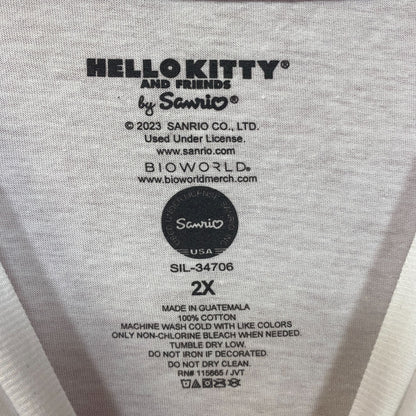 HELLO KITTY®
AND FRIENDS
by Sanrio®
© 2023 SANRIO CO., LTD.
Used Under License.
www.sanrio.com
BIOWORLD®
www.bioworldmerch.com
Sanrio
USA
SIL-34706
2X
MADE IN GUATEMALA
100% COTTON
MACHINE WASH COLD WITH LIKE COLORS
ONLY NON-CHLORINE BLEACH WHEN NEEDED.
TUMBLE DRY LOW.
DO NOT IRON IF DECORATED.
DO NOT DRY CLEAN.
RN# 115665 / JVT